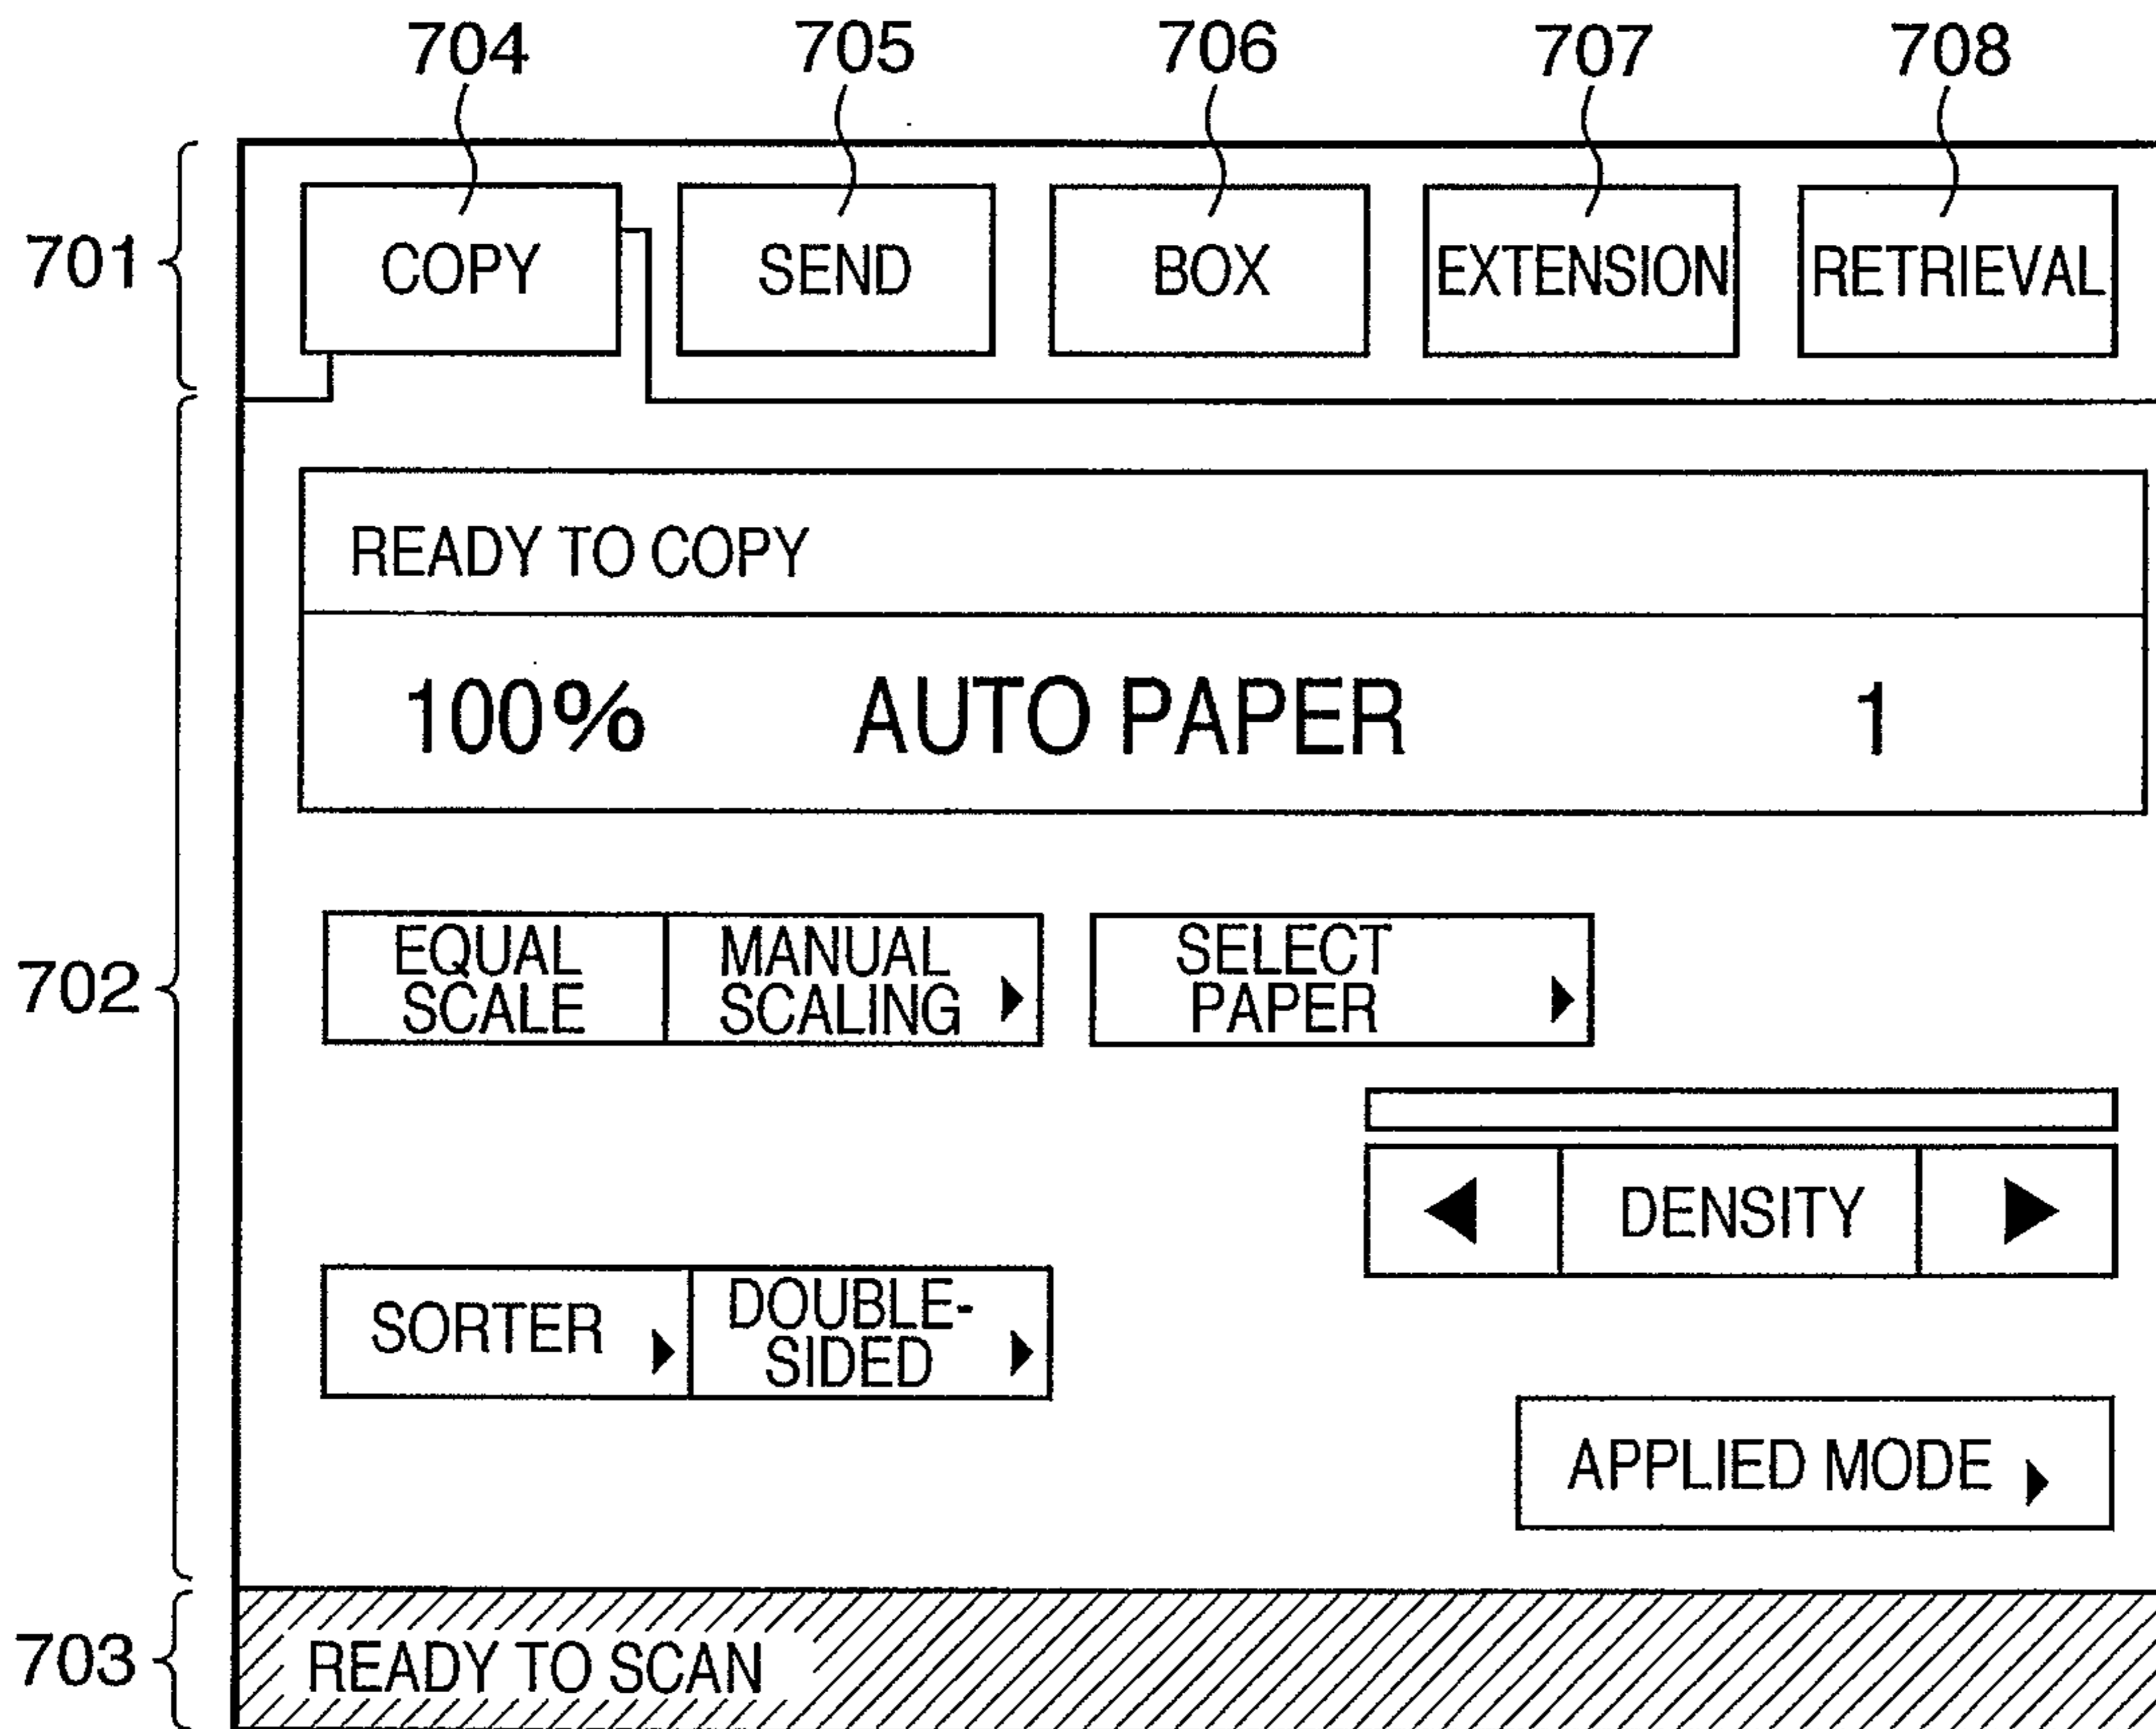 704 705 706 707 708
701
COPY SEND BOX EXTENSION RETRIEVAL
READY TO COPY
100% AUTO PAPER 1
702
EQUAL
SCALE
MANUAL
SCALING
SELECT
PAPER
DENSITY
SORTER
DOUBLE-
SIDED
APPLIED MODE
703
READY TO SCAN